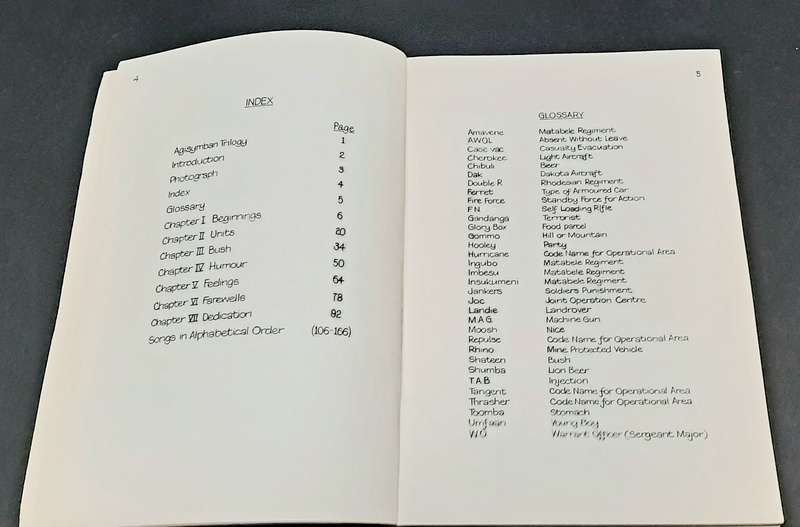 4
INDEX
Page
Agisymban Trilogy 1
Introduction 2
Photograph 3
Index 4
Glossary 5
Chapter I Beginnings 6
Chapter II Units 20
Chapter III Bush 34
Chapter IV Humour 50
Chapter V Feelings 64
Chapter VI Farewells 78
Chapter VII Dedication 92
Songs in Alphabetical Order (106-166)
5
GLOSSARY
Amavene Matabele Regiment
AWOL Absent Without Leave
Case vac Casualty Evacuation
Cherokee Light Aircraft
Chibuli Beer
Dak Dakota Aircraft
Double R Rhodesian Regiment
Ferret Type of Armoured Car
Fire Force Standby Force for Action
F.N. Self Loading Rifle
Gandanga Terrorist
Glory Box Food parcel
Gommo Hill or Mountain
Hooley Party
Hurricane Code Name for Operational Area
Ingubo Matabele Regiment
Imbesu Matabele Regiment
Insukumeni Matabele Regiment
Jankers Soldiers Punishment
Joc Joint Operation Centre
Landie Landrover
M.A.G. Machine Gun
Moosh Nice
Repulse Code Name for Operational Area
Rhino Mine Protected Vehicle
Shateen Bush
Shumba Lion Beer
T.A.B. Injection
Tangent Code Name for Operational Area
Thrasher Code Name for Operational Area
Toomba Stomach
Umfaan Young Boy
W.O. Warrant Officer (Sergeant Major)